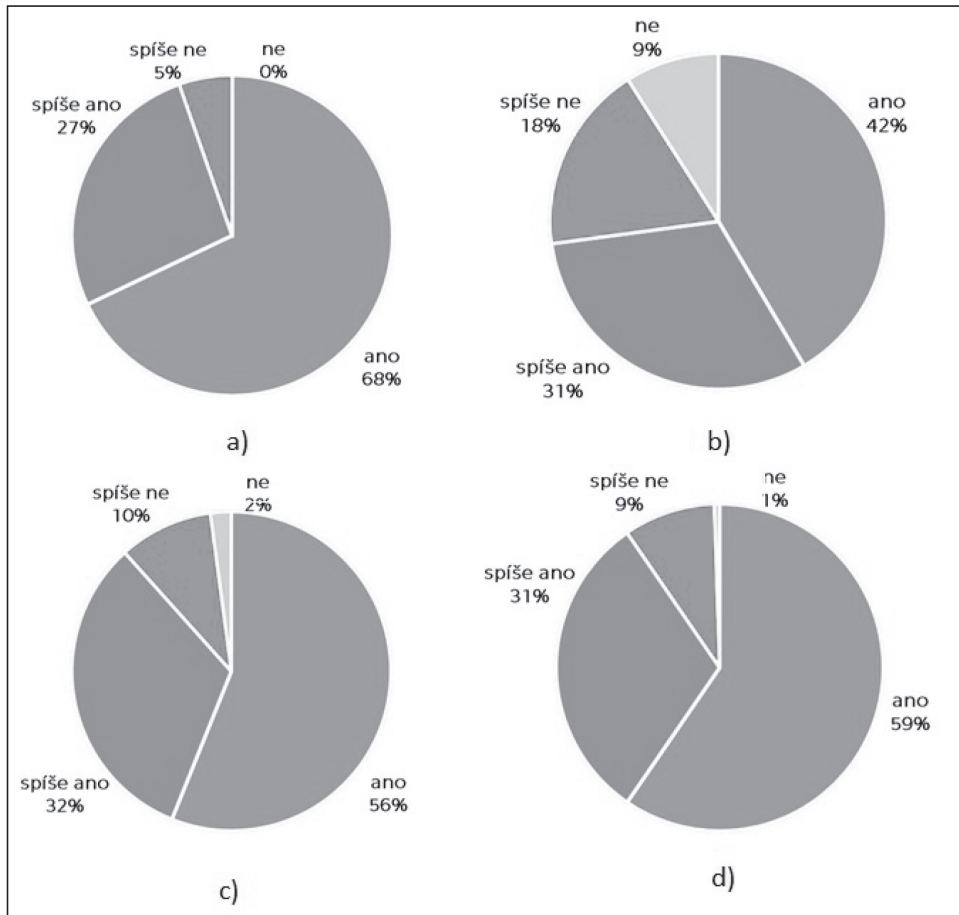 spíše ne
5%
ne
0%
spíše ano
27%
ano
68%
a)
ne
9%
spíše ne
18%
ano
42%
spíše ano
31%
b)
spíše ne
10%
ne
2%
spíše ano
32%
ano
56%
c)
spíše ne
9%
ne
1%
spíše ano
31%
ano
59%
d)